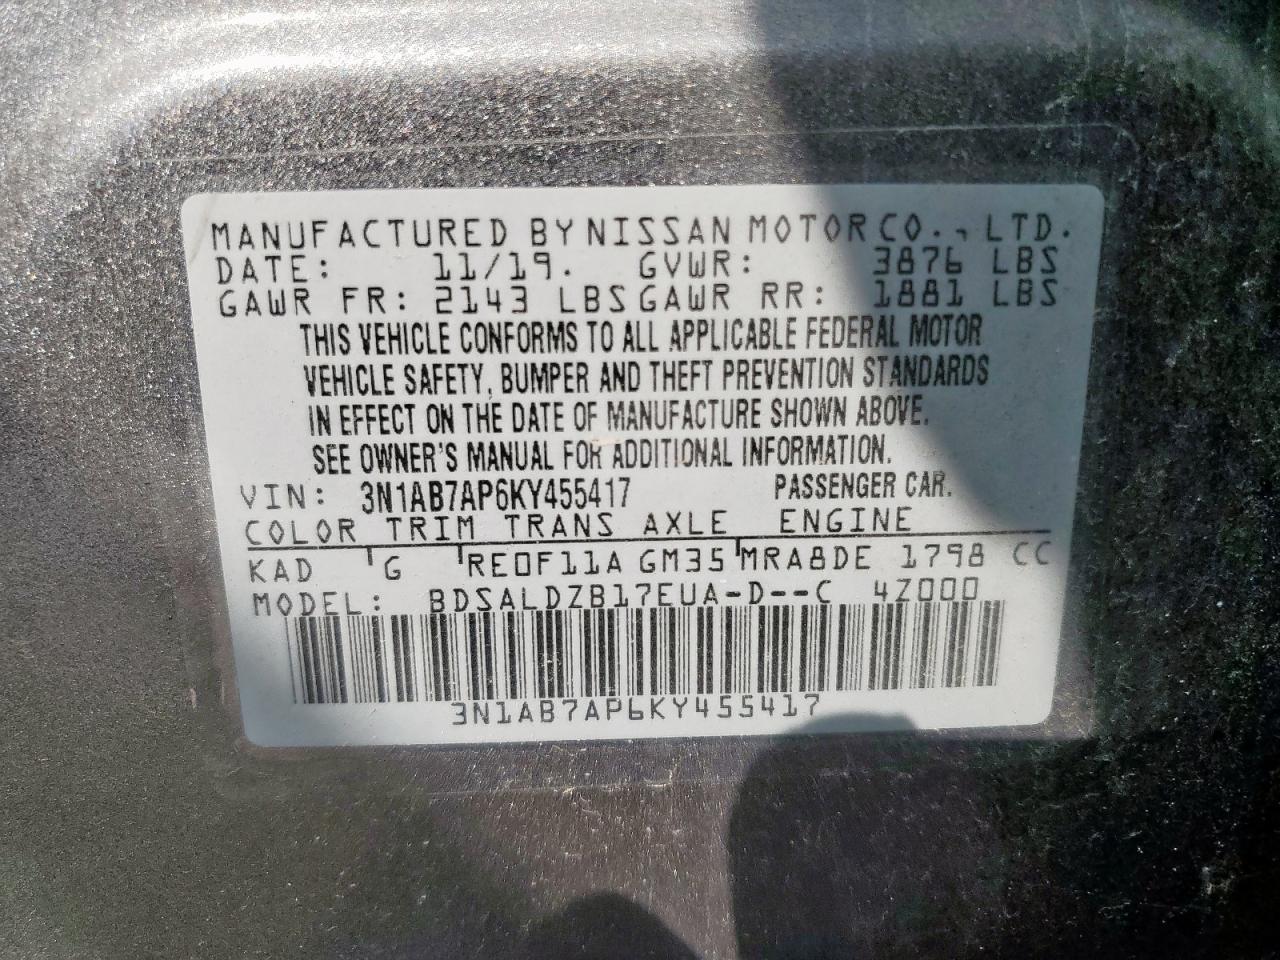 MANUFACTURED BY NISSAN MOTOR CO., LTD.
DATE: 11/19. GVWR: 3876 LBS
GAWR FR: 2143 LBS GAWR RR: 1881 LBS
THIS VEHICLE CONFORMS TO ALL APPLICABLE FEDERAL MOTOR
VEHICLE SAFETY, BUMPER AND THEFT PREVENTION STANDARDS
IN EFFECT ON THE DATE OF MANUFACTURE SHOWN ABOVE.
SEE OWNER'S MANUAL FOR ADDITIONAL INFORMATION.
VIN: 3N1AB7AP6KY455417 PASSENGER CAR.
COLOR TRIM TRANS AXLE ENGINE
KAD G RE0F11A GM35 MRA8DE 1798 CC
MODEL: BDSALDZB17EUA-D--C 4Z000
3N1AB7AP6KY455417